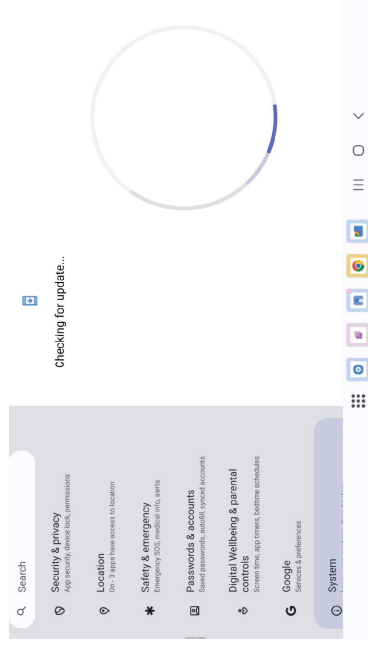 Search
Security & privacy
App security, device lock, permissions
Location
On - 3 apps have access to location
Safety & emergency
Emergency SOS, medical info, alerts
Passwords & accounts
Saved passwords, autofill, synced accounts
Digital Wellbeing & parental
controls
Screen time, app timers, bedtime schedules
Google
Services & preferences
System
Checking for update...